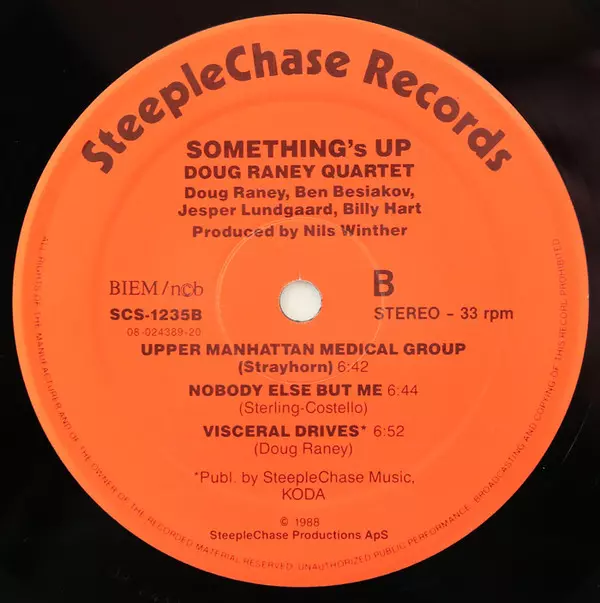 SteepleChase Records
SOMETHING's UP
DOUG RANEY QUARTET
Doug Raney, Ben Besiakov,
Jesper Lundgaard, Billy Hart
Produced by Nils Winther
BIEM/ncb
SCS-1235B
08-024389-20
B
STEREO - 33 rpm
UPPER MANHATTAN MEDICAL GROUP
(Strayhorn) 6:42
NOBODY ELSE BUT ME 6:44
(Sterling-Costello)
VISCERAL DRIVES* 6:52
(Doug Raney)
*Publ. by SteepleChase Music,
KODA
© 1988
SteepleChase Productions ApS
ALL RIGHTS OF THE MANUFACTURER AND OF THE OWNER OF THE RECORDED MATERIAL RESERVED. UNAUTHORIZED PUBLIC PERFORMANCE, BROADCASTING AND COPYING OF THIS RECORD PROHIBITED